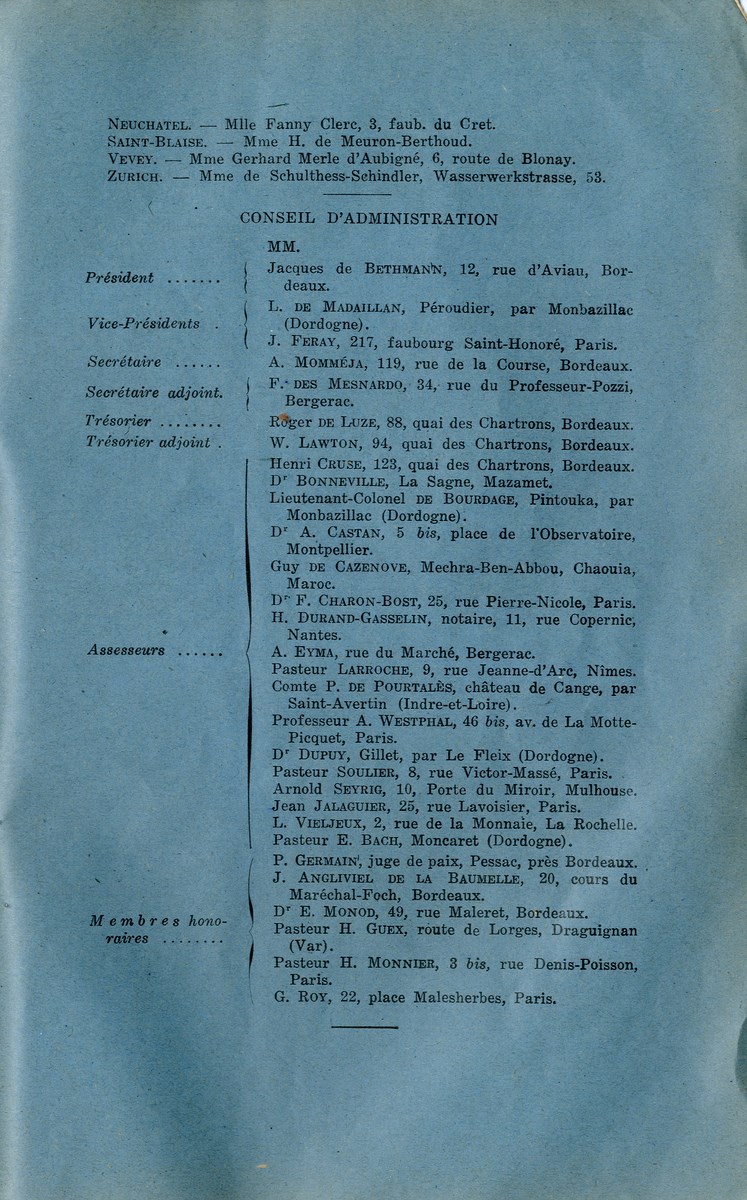 NEUCHATEL. — Mlle Fanny Clerc, 3, faub. du Cret.
SAINT-BLAISE. — Mme H. de Meuron-Berthoud.
VEVEY. — Mme Gerhard Merle d'Aubigné, 6, route de Blonay.
ZURICH. — Mme de Schulthess-Schindler, Wasserwerkstrasse, 53.
CONSEIL D'ADMINISTRATION
MM.
Président ....... Jacques de BETHMANN, 12, rue d'Aviau, Bor-
deaux.
Vice-Présidents . L. DE MADAILLAN, Péroudier, par Monbazillac
(Dordogne).
J. FERAY, 217, faubourg Saint-Honoré, Paris.
Secrétaire ...... A. MOMMÉJA, 119, rue de la Course, Bordeaux.
Secrétaire adjoint. F. DES MESNARDO, 34, rue du Professeur-Pozzi,
Bergerac.
Trésorier ........ Roger DE LUZE, 88, quai des Chartrons, Bordeaux.
Trésorier adjoint . W. LAWTON, 94, quai des Chartrons, Bordeaux.
Assesseurs ...... Henri CRUSE, 123, quai des Chartrons, Bordeaux.
Dr BONNEVILLE, La Sagne, Mazamet.
Lieutenant-Colonel DE BOURDAGE, Pintouka, par
Monbazillac (Dordogne).
Dr A. CASTAN, 5 bis, place de l'Observatoire,
Montpellier.
Guy DE CAZENOVE, Mechra-Ben-Abbou, Chaouia,
Maroc.
Dr F. CHARON-BOST, 25, rue Pierre-Nicole, Paris.
H. DURAND-GASSELIN, notaire, 11, rue Copernic,
Nantes.
A. EYMA, rue du Marché, Bergerac.
Pasteur LARROCHE, 9, rue Jeanne-d'Arc, Nîmes.
Comte P. DE POURTALÈS, château de Cange, par
Saint-Avertin (Indre-et-Loire).
Professeur A. WESTPHAL, 46 bis, av. de La Motte-
Picquet, Paris.
Dr DUPUY, Gillet, par Le Fleix (Dordogne).
Pasteur SOULIER, 8, rue Victor-Massé, Paris.
Arnold SEYRIG, 10, Porte du Miroir, Mulhouse.
Jean JALAGUIER, 25, rue Lavoisier, Paris.
L. VIELJEUX, 2, rue de la Monnaie, La Rochelle.
Pasteur E. BACH, Moncaret (Dordogne).
Membres hono-
raires ........ P. GERMAIN, juge de paix, Pessac, près Bordeaux.
J. ANGLIVIEL DE LA BAUMELLE, 20, cours du
Maréchal-Foch, Bordeaux.
Dr E. MONOD, 49, rue Maleret, Bordeaux.
Pasteur H. GUEX, route de Lorges, Draguignan
(Var).
Pasteur H. MONNIER, 3 bis, rue Denis-Poisson,
Paris.
G. ROY, 22, place Malesherbes, Paris.